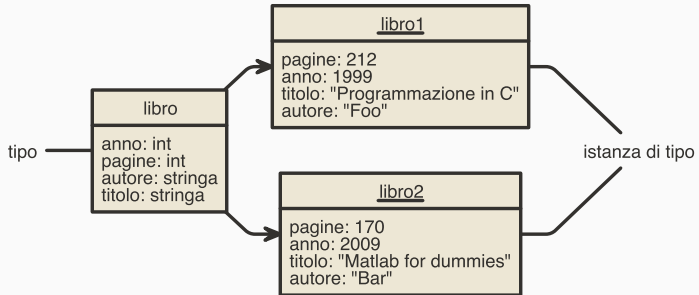 tipo
libro
anno: int
pagine: int
autore: stringa
titolo: stringa
libro1
pagine: 212
anno: 1999
titolo: "Programmazione in C"
autore: "Foo"
libro2
pagine: 170
anno: 2009
titolo: "Matlab for dummies"
autore: "Bar"
istanza di tipo